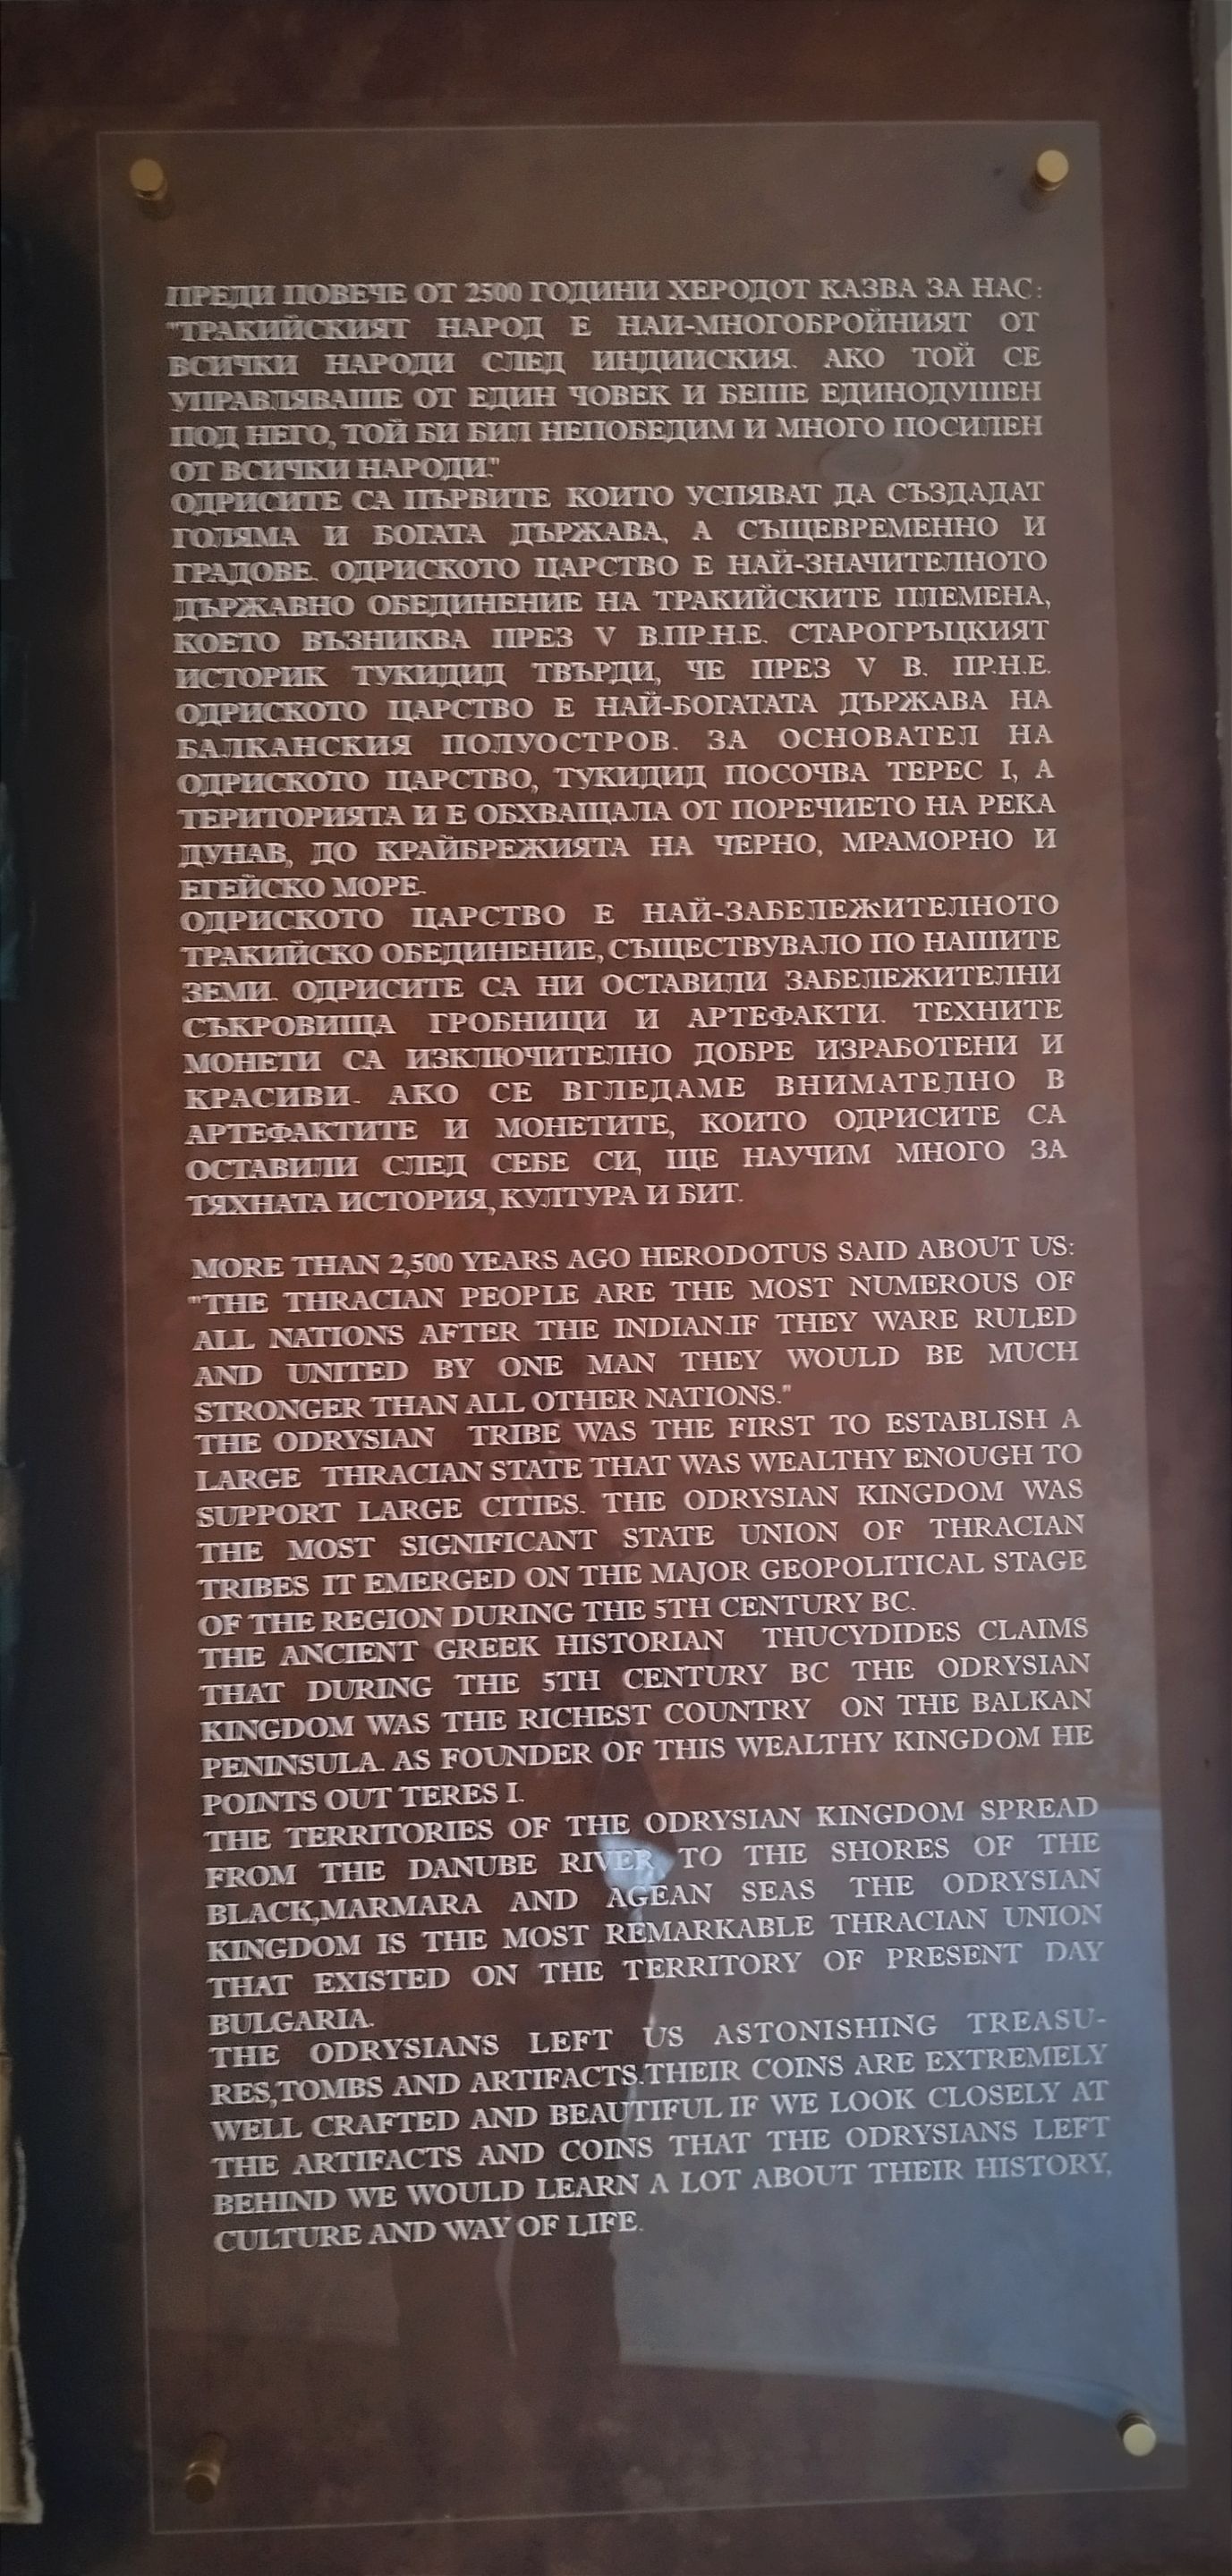 ПРЕДИ ПОВЕЧЕ ОТ 2500 ГОДИНИ ХЕРОДОТ КАЗВА ЗА НАС:
"ТРАКИЙСКИЯТ НАРОД Е НАИ-МНОГОБРОЙНИЯТ ОТ
ВСИЧКИ НАРОДИ СЛЕД ИНДИИСКИЯ. АКО ТОЙ СЕ
УПРАВЛЯВАШЕ ОТ ЕДИН ЧОВЕК И БЕШЕ ЕДИНОДУШЕН
ПОД НЕГО, ТОЙ БИ БИЛ НЕПОБЕДИМ И МНОГО ПОСИЛЕН
ОТ ВСИЧКИ НАРОДИ."
ОДРИСИТЕ СА ПЪРВИТЕ КОИТО УСПЯВАТ ДА СЪЗДАДАТ
ГОЛЯМА И БОГАТА ДЪРЖАВА, А СЪЩЕВРЕМЕННО И
ГРАДОВЕ. ОДРИСКОТО ЦАРСТВО Е НАЙ-ЗНАЧИТЕЛНОТО
ДЪРЖАВНО ОБЕДИНЕНИЕ НА ТРАКИЙСКИТЕ ПЛЕМЕНА,
КОЕТО ВЪЗНИКВА ПРЕЗ V В.ПР.Н.Е. СТАРОГРЪЦКИЯТ
ИСТОРИК ТУКИДИД ТВЪРДИ, ЧЕ ПРЕЗ V В. ПР.Н.Е.
ОДРИСКОТО ЦАРСТВО Е НАЙ-БОГАТАТА ДЪРЖАВА НА
БАЛКАНСКИЯ ПОЛУОСТРОВ. ЗА ОСНОВАТЕЛ НА
ОДРИСКОТО ЦАРСТВО, ТУКИДИД ПОСОЧВА ТЕРЕС I, А
ТЕРИТОРИЯТА И Е ОБХВАЩАЛА ОТ ПОРЕЧИЕТО НА РЕКА
ДУНАВ, ДО КРАЙБРЕЖИЯТА НА ЧЕРНО, МРАМОРНО И
ЕГЕЙСКО МОРЕ.
ОДРИСКОТО ЦАРСТВО Е НАЙ-ЗАБЕЛЕЖИТЕЛНОТО
ТРАКИЙСКО ОБЕДИНЕНИЕ, СЪЩЕСТВУВАЛО ПО НАШИТЕ
ЗЕМИ. ОДРИСИТЕ СА НИ ОСТАВИЛИ ЗАБЕЛЕЖИТЕЛНИ
СЪКРОВИЩА ГРОБНИЦИ И АРТЕФАКТИ. ТЕХНИТЕ
МОНЕТИ СА ИЗКЛЮЧИТЕЛНО ДОБРЕ ИЗРАБОТЕНИ И
КРАСИВИ. АКО СЕ ВГЛЕДАМЕ ВНИМАТЕЛНО В
АРТЕФАКТИТЕ И МОНЕТИТЕ, КОИТО ОДРИСИТЕ СА
ОСТАВИЛИ СЛЕД СЕБЕ СИ, ЩЕ НАУЧИМ МНОГО ЗА
ТЯХНАТА ИСТОРИЯ, КУЛТУРА И БИТ.
MORE THAN 2,500 YEARS AGO HERODOTUS SAID ABOUT US:
"THE THRACIAN PEOPLE ARE THE MOST NUMEROUS OF
ALL NATIONS AFTER THE INDIAN.IF THEY WARE RULED
AND UNITED BY ONE MAN THEY WOULD BE MUCH
STRONGER THAN ALL OTHER NATIONS."
THE ODRYSIAN TRIBE WAS THE FIRST TO ESTABLISH A
LARGE THRACIAN STATE THAT WAS WEALTHY ENOUGH TO
SUPPORT LARGE CITIES. THE ODRYSIAN KINGDOM WAS
THE MOST SIGNIFICANT STATE UNION OF THRACIAN
TRIBES IT EMERGED ON THE MAJOR GEOPOLITICAL STAGE
OF THE REGION DURING THE 5TH CENTURY BC.
THE ANCIENT GREEK HISTORIAN THUCYDIDES CLAIMS
THAT DURING THE 5TH CENTURY BC THE ODRYSIAN
KINGDOM WAS THE RICHEST COUNTRY ON THE BALKAN
PENINSULA. AS FOUNDER OF THIS WEALTHY KINGDOM HE
POINTS OUT TERES I.
THE TERRITORIES OF THE ODRYSIAN KINGDOM SPREAD
FROM THE DANUBE RIVER, TO THE SHORES OF THE
BLACK,MARMARA AND AGEAN SEAS THE ODRYSIAN
KINGDOM IS THE MOST REMARKABLE THRACIAN UNION
THAT EXISTED ON THE TERRITORY OF PRESENT DAY
BULGARIA.
THE ODRYSIANS LEFT US ASTONISHING TREASU-
RES,TOMBS AND ARTIFACTS.THEIR COINS ARE EXTREMELY
WELL CRAFTED AND BEAUTIFUL IF WE LOOK CLOSELY AT
THE ARTIFACTS AND COINS THAT THE ODRYSIANS LEFT
BEHIND WE WOULD LEARN A LOT ABOUT THEIR HISTORY,
CULTURE AND WAY OF LIFE.